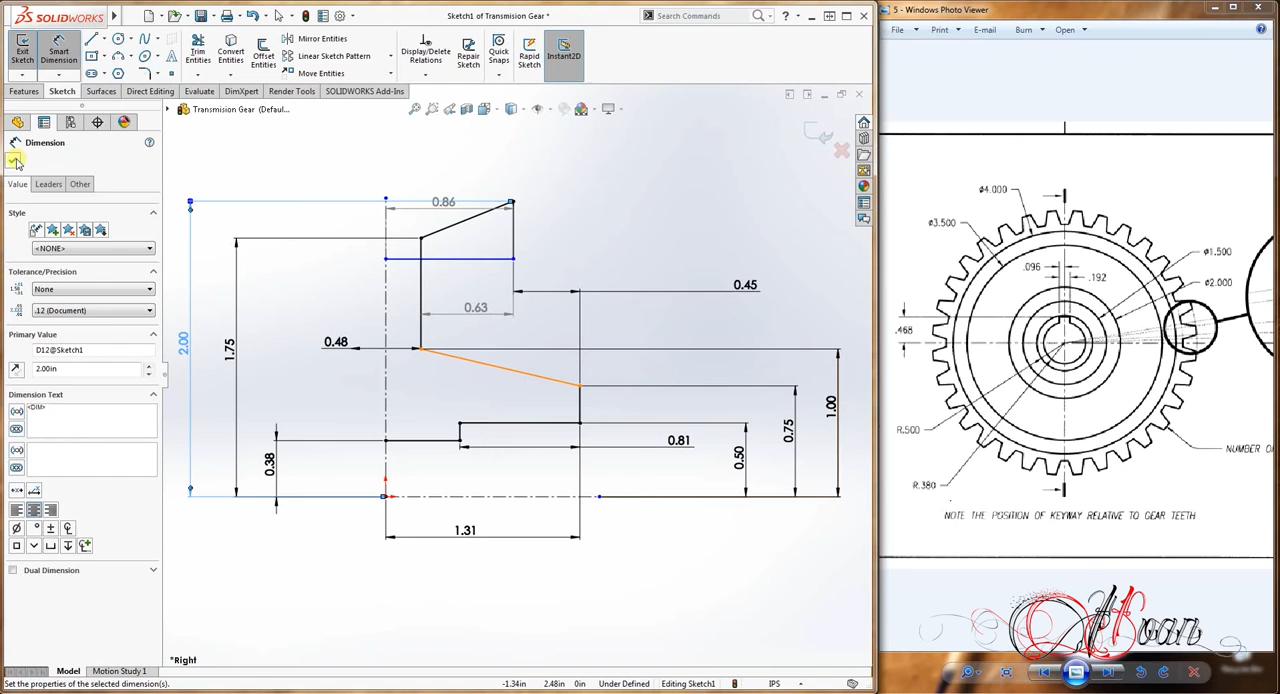 SOLIDWORKS
Sketch1 of Transmision Gear *
Search Commands
5 - Windows Photo Viewer
File
Print
E-mail
Burn
Open
Exit Sketch
Smart Dimension
Trim Entities
Convert Entities
Offset Entities
Mirror Entities
Linear Sketch Pattern
Move Entities
Display/Delete Relations
Repair Sketch
Quick Snaps
Rapid Sketch
Instant2D
Features
Sketch
Surfaces
Direct Editing
Evaluate
DimXpert
Render Tools
SOLIDWORKS Add-Ins
Transmision Gear (Defaul...
Dimension
Value
Leaders
Other
Style
<NONE>
Tolerance/Precision
None
.12 (Document)
Primary Value
D12@Sketch1
2.00in
Dimension Text
<DIM>
Dual Dimension
0.86
0.45
0.63
0.48
2.00
1.75
0.38
0.81
0.50
0.75
1.00
1.31
*Right
Ø4.000
Ø3.500
Ø1.500
Ø2.000
.096
.192
.468
R.500
R.380
NUMBER O
NOTE THE POSITION OF KEYWAY RELATIVE TO GEAR TEETH
Model
Motion Study 1
Set the properties of the selected dimension(s).
-1.34in
2.48in
0in
Under Defined
Editing Sketch1
IPS